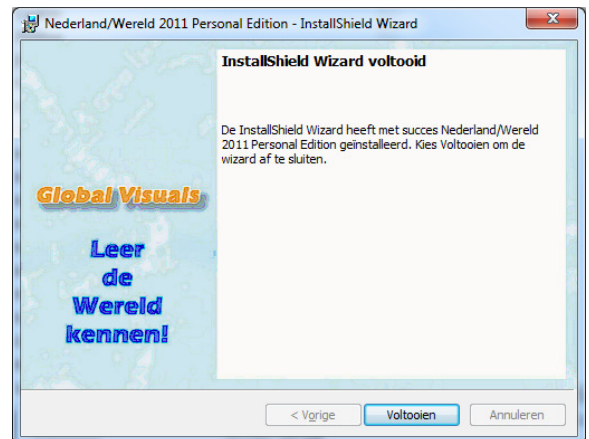 Nederland/Wereld 2011 Personal Edition - InstallShield Wizard
InstallShield Wizard voltooid
De InstallShield Wizard heeft met succes Nederland/Wereld
2011 Personal Edition geïnstalleerd. Kies Voltooien om de
wizard af te sluiten.
Global Visuals
Leer
de
Wereld
kennen!
< Vorige
Voltooien
Annuleren